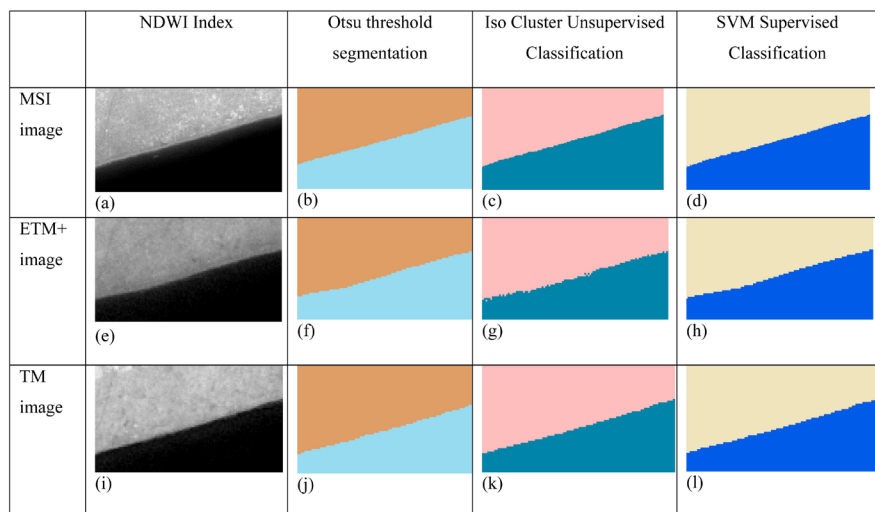 NDWI Index
Otsu threshold
segmentation
Iso Cluster Unsupervised
Classification
SVM Supervised
Classification
MSI
image
(a)
(b)
(c)
(d)
ETM+
image
(e)
(f)
(g)
(h)
TM
image
(i)
(j)
(k)
(l)